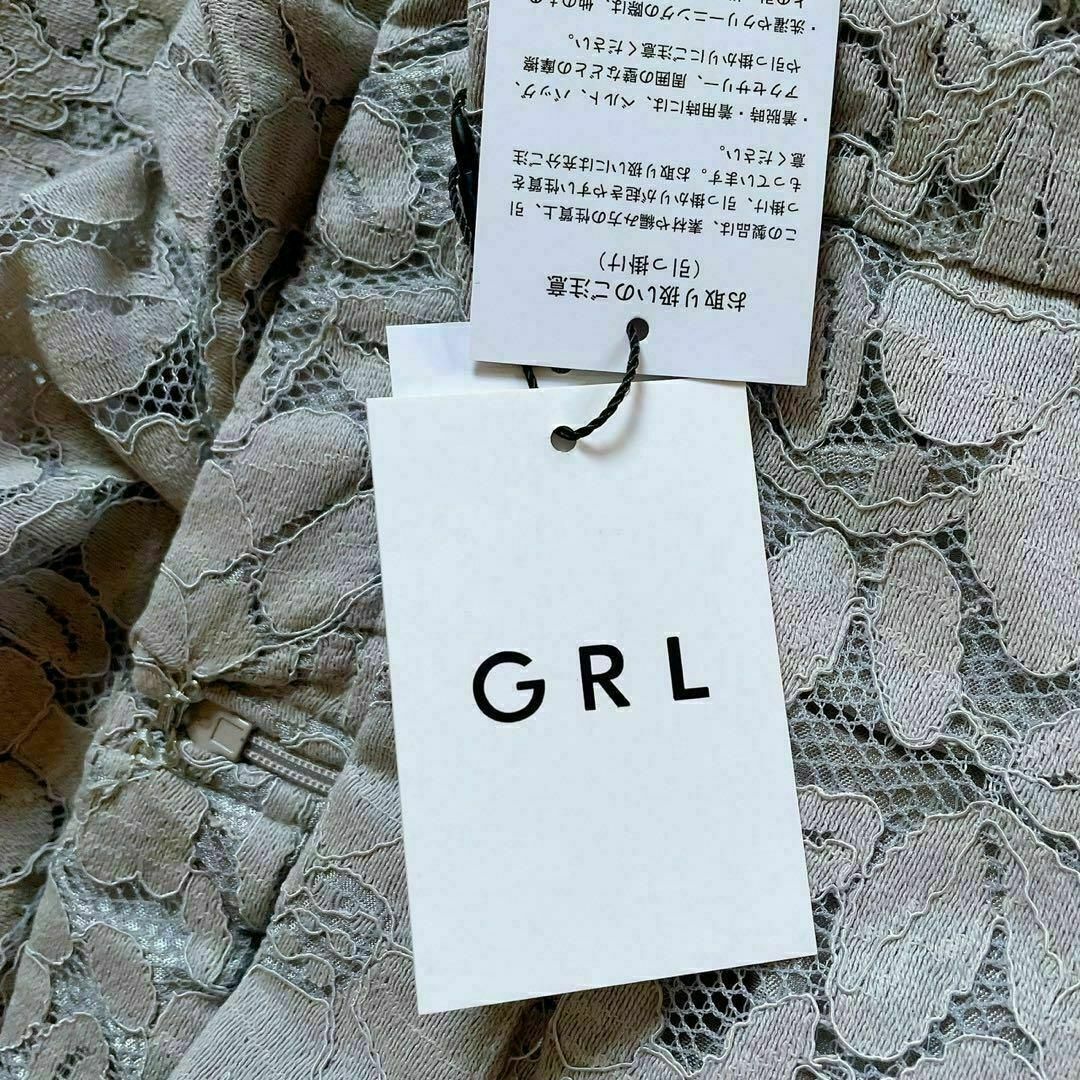 お取り扱いのご注意
（引っ掛け）
この製品は、素材や編み方の性質上、引
っ掛け、引っ掛かりが起きやすい性質を
もっています。お取り扱いには充分ご注
意ください。
・着脱時・着用時には、ベルト、バッグ、
アクセサリー、周囲の壁などとの摩擦
や引っ掛かりにご注意ください。
・洗濯やクリーニングの際は、他のもの
GRL